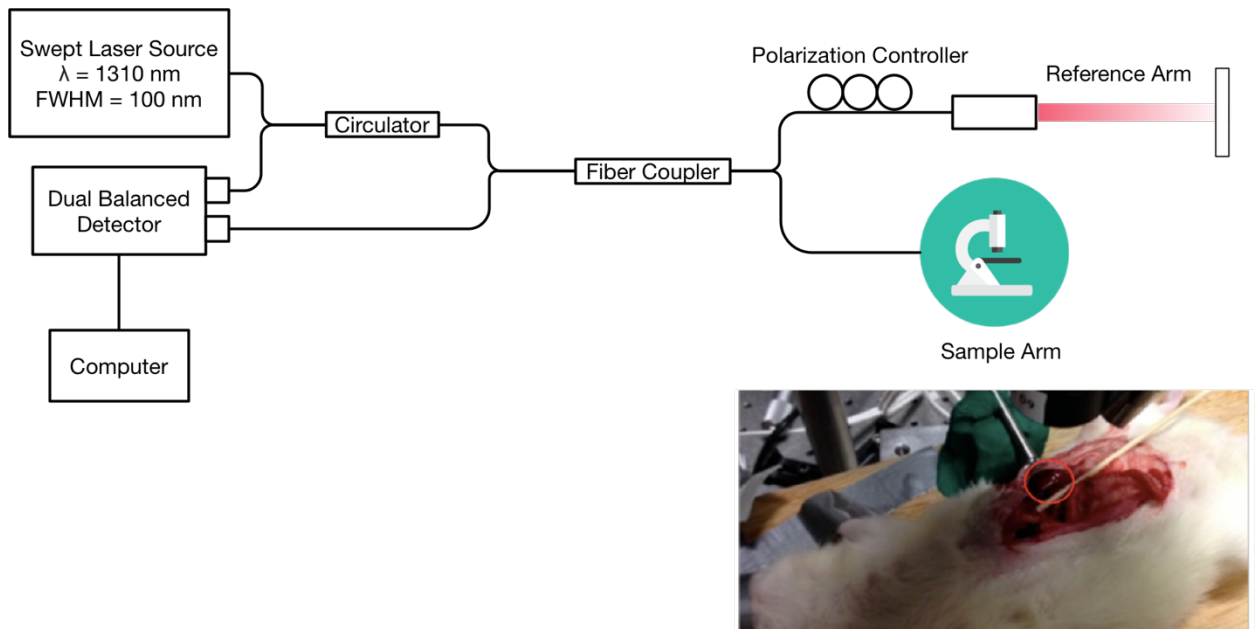 Swept Laser Source
λ = 1310 nm
FWHM = 100 nm
Circulator
Dual Balanced
Detector
Computer
Fiber Coupler
Polarization Controller
Reference Arm
Sample Arm